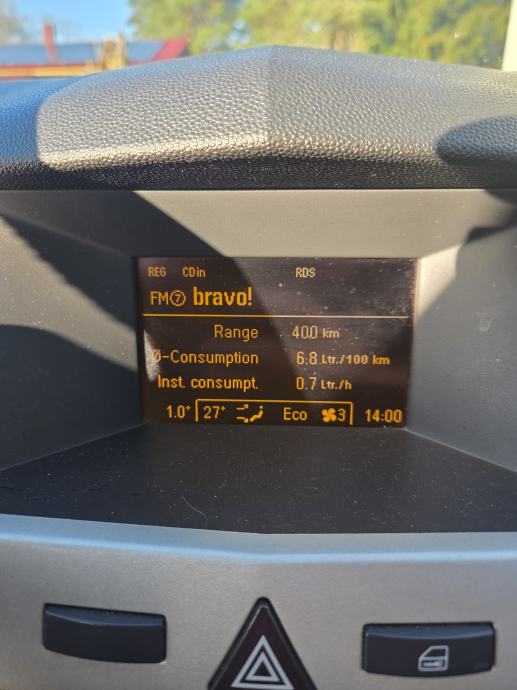 REG CDin RDS
FM⑦ bravo!
Range 400 km
Ø-Consumption 6.8 Ltr./100 km
Inst. consumpt. 0.7 Ltr./h
1.0° 27° Eco 3 14:00